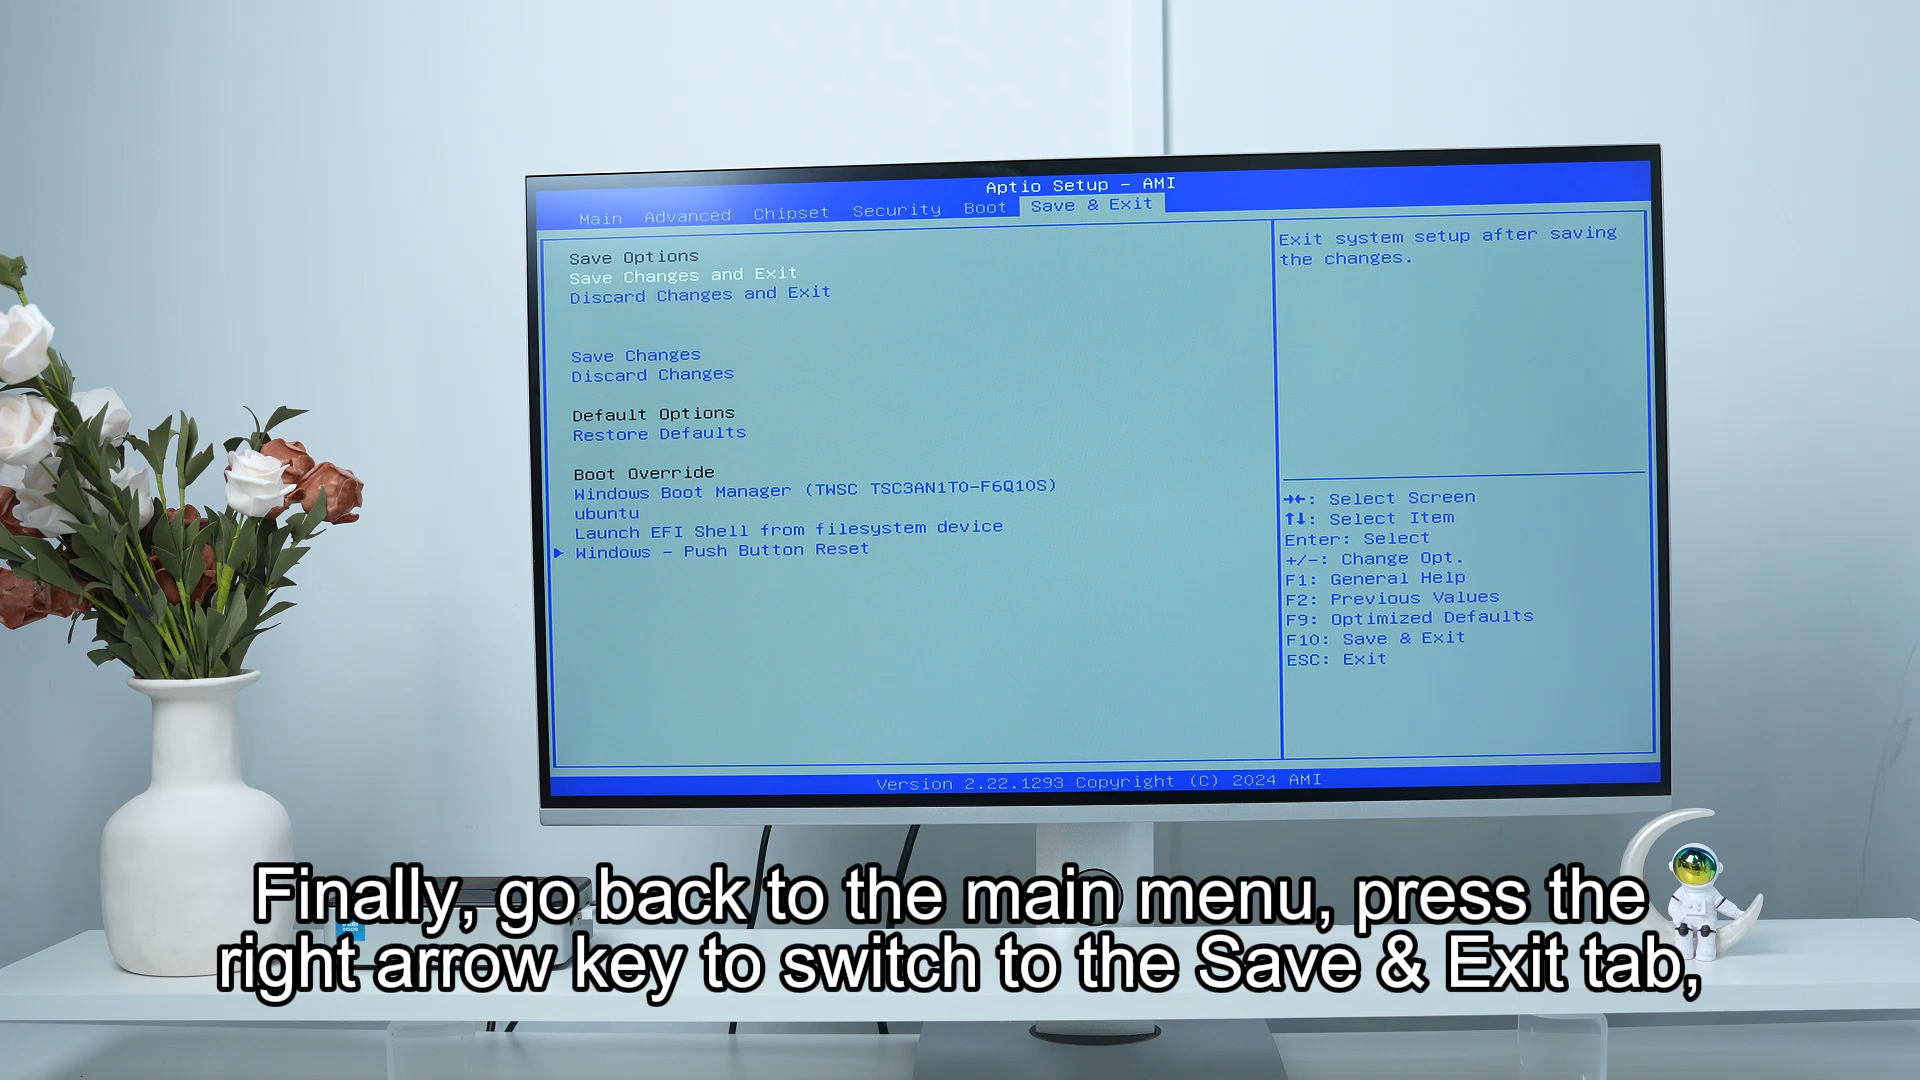 Aptio Setup - AMI
Main Advanced Chipset Security Boot Save & Exit
Save Options
Save Changes and Exit
Discard Changes and Exit
Save Changes
Discard Changes
Default Options
Restore Defaults
Boot Override
Windows Boot Manager (TWSC TSC3AN1T0-F6Q10S)
ubuntu
Launch EFI Shell from filesystem device
Windows - Push Button Reset
Exit system setup after saving
the changes.
→←: Select Screen
↑↓: Select Item
Enter: Select
+/-: Change Opt.
F1: General Help
F2: Previous Values
F9: Optimized Defaults
F10: Save & Exit
ESC: Exit
Version 2.22.1293 Copyright (C) 2024 AMI
Finally, go back to the main menu, press the
right arrow key to switch to the Save & Exit tab,